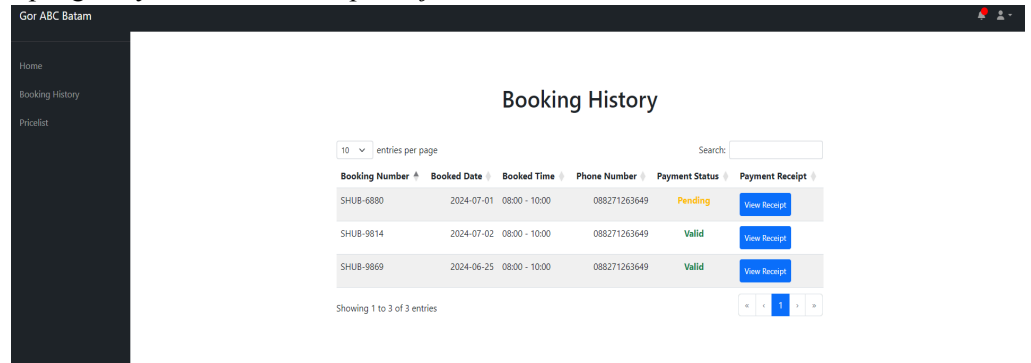 Gor ABC Batam
Home
Booking History
Pricelist
Booking History
10 entries per page Search:
Booking Number Booked Date Booked Time Phone Number Payment Status Payment Receipt
SHUB-6880 2024-07-01 08:00 - 10:00 088271263649 Pending View Receipt
SHUB-9814 2024-07-02 08:00 - 10:00 088271263649 Valid View Receipt
SHUB-9869 2024-06-25 08:00 - 10:00 088271263649 Valid View Receipt
Showing 1 to 3 of 3 entries « ‹ 1 › »